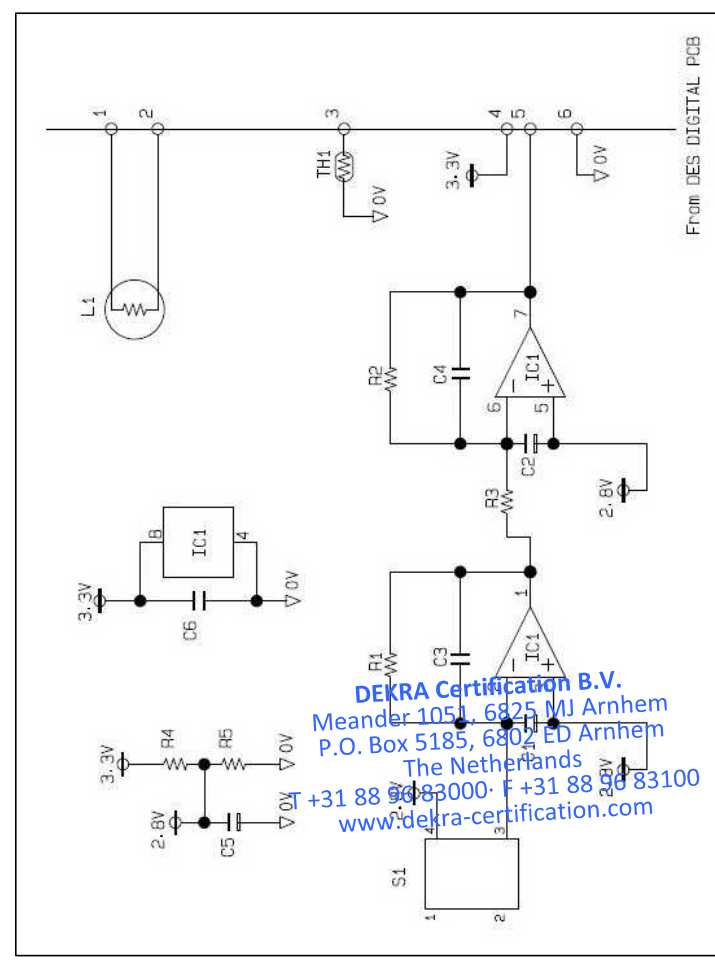 1
2
3
4
5
6
From DES DIGITAL PCB
L1
TH1
0V
3.3V
0V
R2
C4
7
IC1
6
5
C2
2.8V
R3
3.3V
8
IC1
4
C6
0V
R1
C3
1
IC1
3.3V
R4
R5
0V
2.8V
C5
0V
4
3
S1
1
2
DEKRA Certification B.V.
Meander 1051, 6825 MJ Arnhem
P.O. Box 5185, 6802 ED Arnhem
The Netherlands
T +31 88 96 83000· F +31 88 96 83100
www.dekra-certification.com